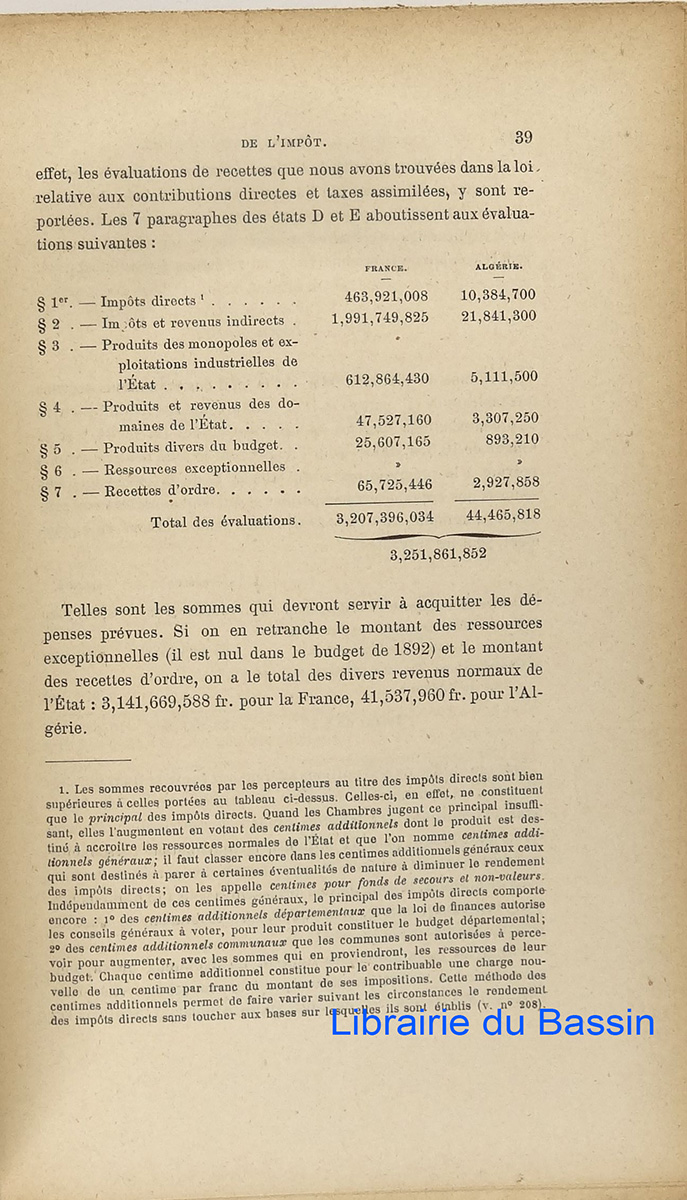 DE L'IMPÔT. 39
effet, les évaluations de recettes que nous avons trouvées dans la loi
relative aux contributions directes et taxes assimilées, y sont re-
portées. Les 7 paragraphes des états D et E aboutissent aux évalua-
tions suivantes :
FRANCE. ALGÉRIE.
§ 1er. — Impôts directs 1 . . . . . . 463,921,008 10,384,700
§ 2 . — Impôts et revenus indirects . 1,991,749,825 21,841,300
§ 3 . — Produits des monopoles et ex-
ploitations industrielles de
l'État . . . . . . . . . 612,864,430 5,111,500
§ 4 . — Produits et revenus des do-
maines de l'État. . . . . 47,527,160 3,307,250
§ 5 . — Produits divers du budget. . 25,607,165 893,210
§ 6 . — Ressources exceptionnelles . » »
§ 7 . — Recettes d'ordre. . . . . . 65,725,446 2,927,858
Total des évaluations. 3,207,396,034 44,465,818
3,251,861,852
Telles sont les sommes qui devront servir à acquitter les dé-
penses prévues. Si on en retranche le montant des ressources
exceptionnelles (il est nul dans le budget de 1892) et le montant
des recettes d'ordre, on a le total des divers revenus normaux de
l'État : 3,141,669,588 fr. pour la France, 41,537,960 fr. pour l'Al-
gérie.
1. Les sommes recouvrées par les percepteurs au titre des impôts directs sont bien
supérieures à celles portées au tableau ci-dessus. Celles-ci, en effet, ne constituent
que le principal des impôts directs. Quand les Chambres jugent ce principal insuffi-
sant, elles l'augmentent en votant des centimes additionnels dont le produit est des-
tiné à accroître les ressources normales de l'État et que l'on nomme centimes addi-
tionnels généraux; il faut classer encore dans les centimes additionnels généraux ceux
qui sont destinés à parer à certaines éventualités de nature à diminuer le rendement
des impôts directs; on les appelle centimes pour fonds de secours et non-valeurs.
Indépendamment de ces centimes généraux, le principal des impôts directs comporte
encore : 1° des centimes additionnels départementaux que la loi de finances autorise
les conseils généraux à voter, pour leur produit constituer le budget départemental;
2° des centimes additionnels communaux que les communes sont autorisées à perce-
voir pour augmenter, avec les sommes qui en proviendront, les ressources de leur
budget. Chaque centime additionnel constitue pour le contribuable une charge nou-
velle de un centime par franc du montant de ses impositions. Cette méthode des
centimes additionnels permet de faire varier suivant les circonstances le rendement
des impôts directs sans toucher aux bases sur lesquelles ils sont établis (v. n° 208).
Librairie du Bassin